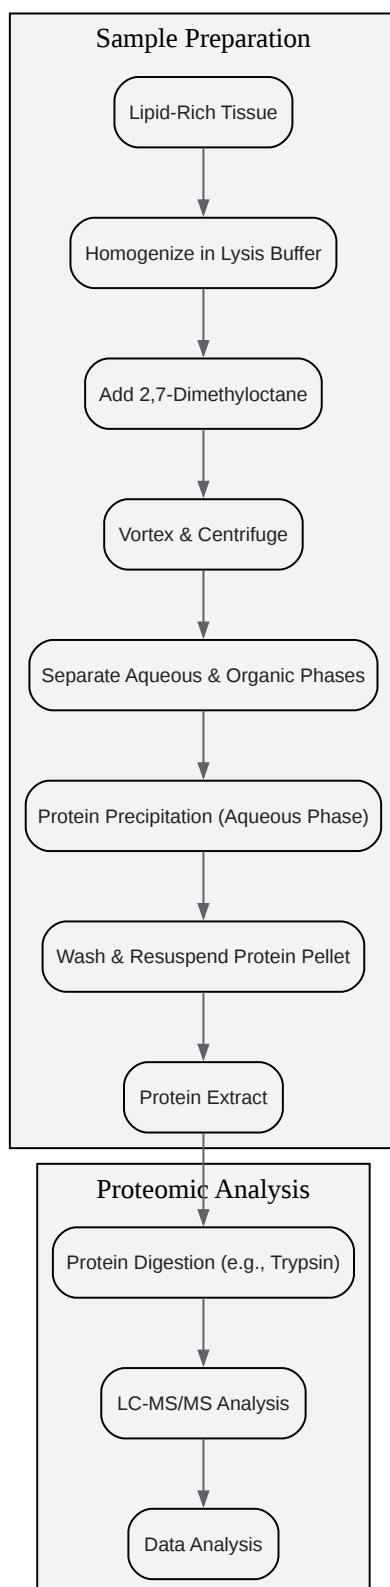 Sample Preparation
Lipid-Rich Tissue
Homogenize in Lysis Buffer
Add 2,7-Dimethyloctane
Vortex & Centrifuge
Separate Aqueous & Organic Phases
Protein Precipitation (Aqueous Phase)
Wash & Resuspend Protein Pellet
Protein Extract
Proteomic Analysis
Protein Digestion (e.g., Trypsin)
LC-MS/MS Analysis
Data Analysis